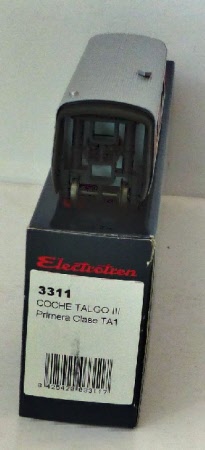 Electrotren
3311
COCHE TALGO III
Primera Clase TA1